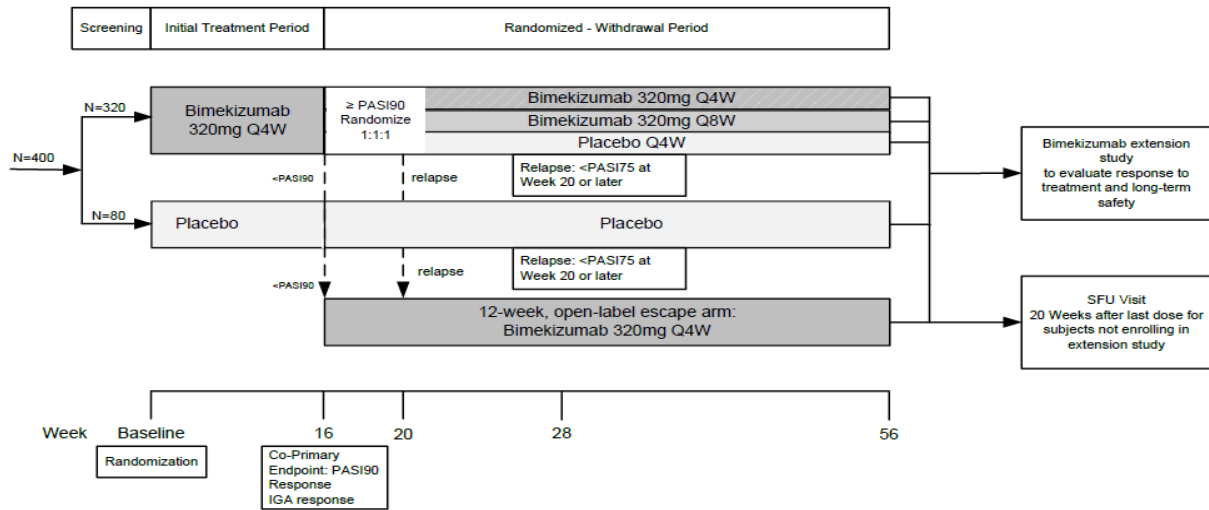 Screening
Initial Treatment Period
Randomized - Withdrawal Period
N=400
N=320
Bimekizumab
320mg Q4W
≥ PASI90
Randomize
1:1:1
Bimekizumab 320mg Q4W
Bimekizumab 320mg Q8W
Placebo Q4W
<PASI90
relapse
Relapse: <PASI75 at
Week 20 or later
N=80
Placebo
Placebo
<PASI90
relapse
Relapse: <PASI75 at
Week 20 or later
12-week, open-label escape arm:
Bimekizumab 320mg Q4W
Bimekizumab extension
study
to evaluate response to
treatment and long-term
safety
SFU Visit
20 Weeks after last dose for
subjects not enrolling in
extension study
Week
Baseline
16
20
28
56
Randomization
Co-Primary
Endpoint: PASI90
Response
IGA response